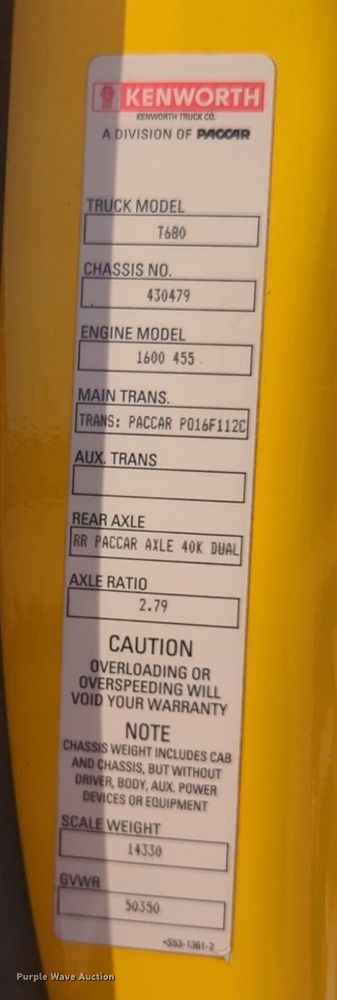 KENWORTH
KENWORTH TRUCK CO.
A DIVISION OF PACCAR
TRUCK MODEL
T680
CHASSIS NO.
430479
ENGINE MODEL
1600 455
MAIN TRANS.
TRANS: PACCAR PO16F112C
AUX. TRANS
REAR AXLE
RR PACCAR AXLE 40K DUAL
AXLE RATIO
2.79
CAUTION
OVERLOADING OR
OVERSPEEDING WILL
VOID YOUR WARRANTY
NOTE
CHASSIS WEIGHT INCLUDES CAB
AND CHASSIS, BUT WITHOUT
DRIVER, BODY, AUX. POWER
DEVICES OR EQUIPMENT
SCALE WEIGHT
14330
GVWR
50350
*S53-1361-2
Purple Wave Auction